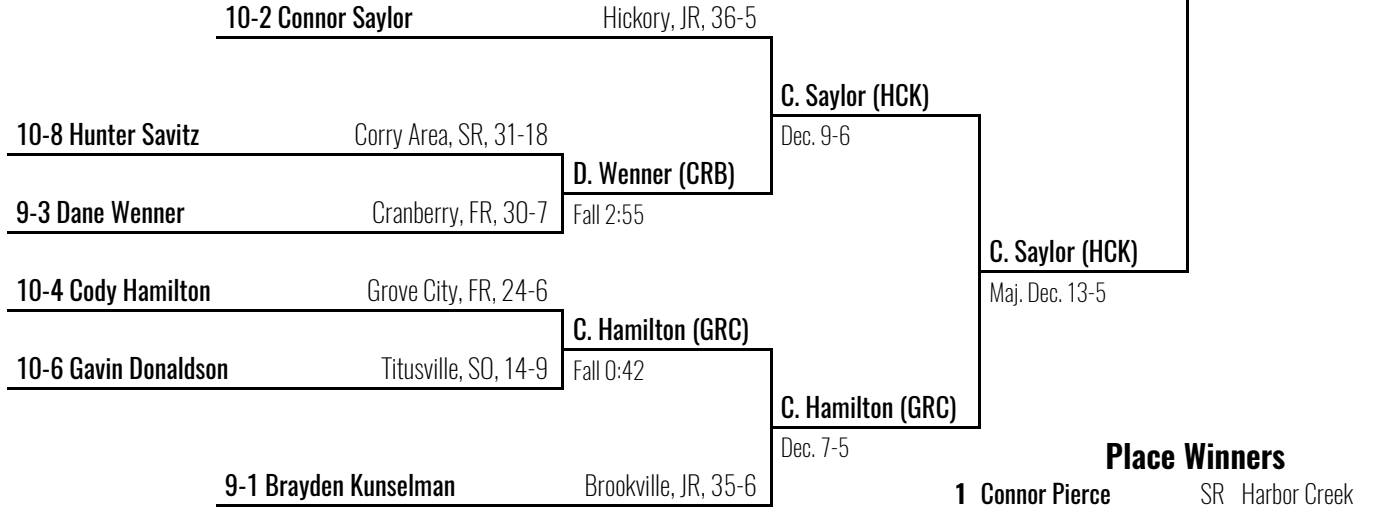 10-2 Connor Saylor Hickory, JR, 36-5
C. Saylor (HCK)
Dec. 9-6
10-8 Hunter Savitz Corry Area, SR, 31-18
D. Wenner (CRB)
Fall 2:55
9-3 Dane Wenner Cranberry, FR, 30-7
C. Saylor (HCK)
Maj. Dec. 13-5
10-4 Cody Hamilton Grove City, FR, 24-6
C. Hamilton (GRC)
Fall 0:42
10-6 Gavin Donaldson Titusville, SO, 14-9
C. Hamilton (GRC)
Dec. 7-5
9-1 Brayden Kunselman Brookville, JR, 35-6
Place Winners
1 Connor Pierce SR Harbor Creek